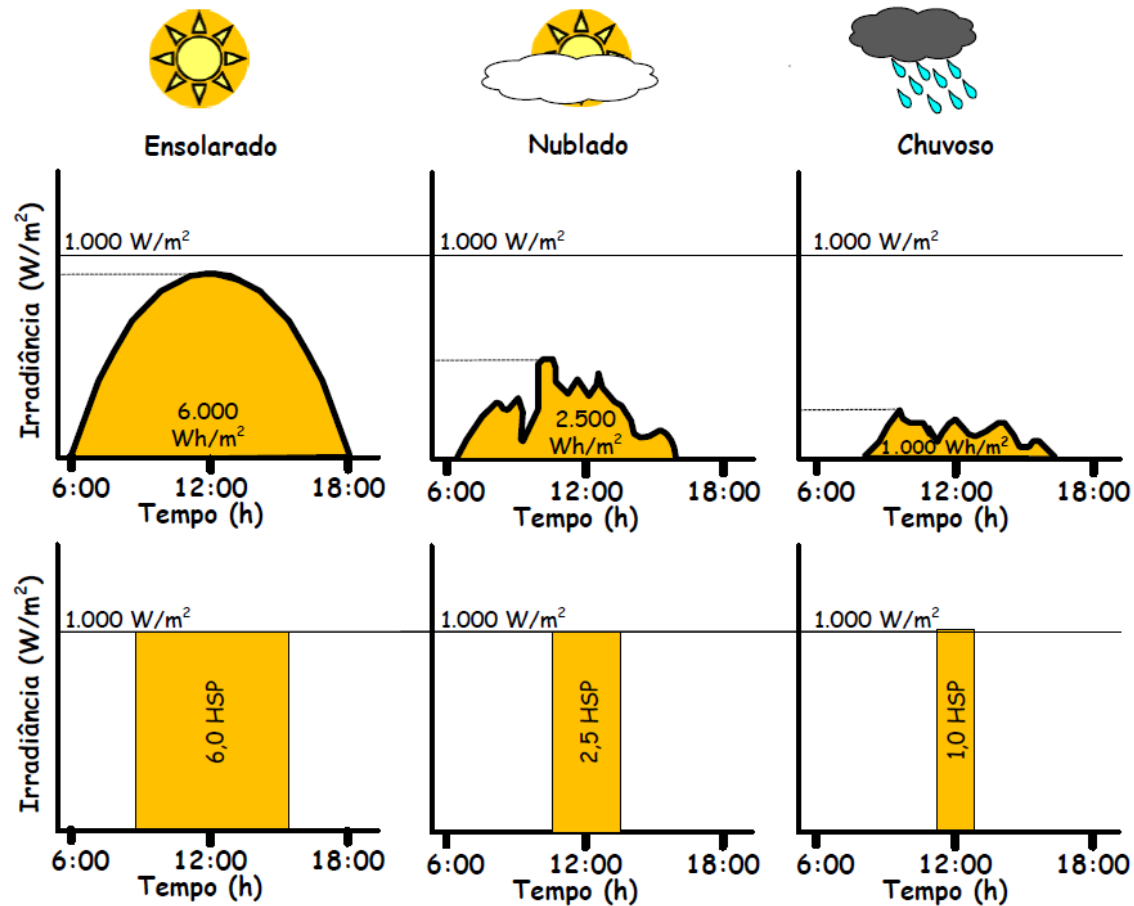 Ensolarado
Nublado
Chuvoso
Irradiância (W/m²)
1.000 W/m²
6.000
Wh/m²
6:00
12:00
18:00
Tempo (h)
1.000 W/m²
2.500
Wh/m²
6:00
12:00
18:00
Tempo (h)
1.000 W/m²
1.000 Wh/m²
6:00
12:00
18:00
Tempo (h)
Irradiância (W/m²)
1.000 W/m²
6,0 HSP
6:00
12:00
18:00
Tempo (h)
1.000 W/m²
2,5 HSP
6:00
12:00
18:00
Tempo (h)
1.000 W/m²
1,0 HSP
6:00
12:00
18:00
Tempo (h)